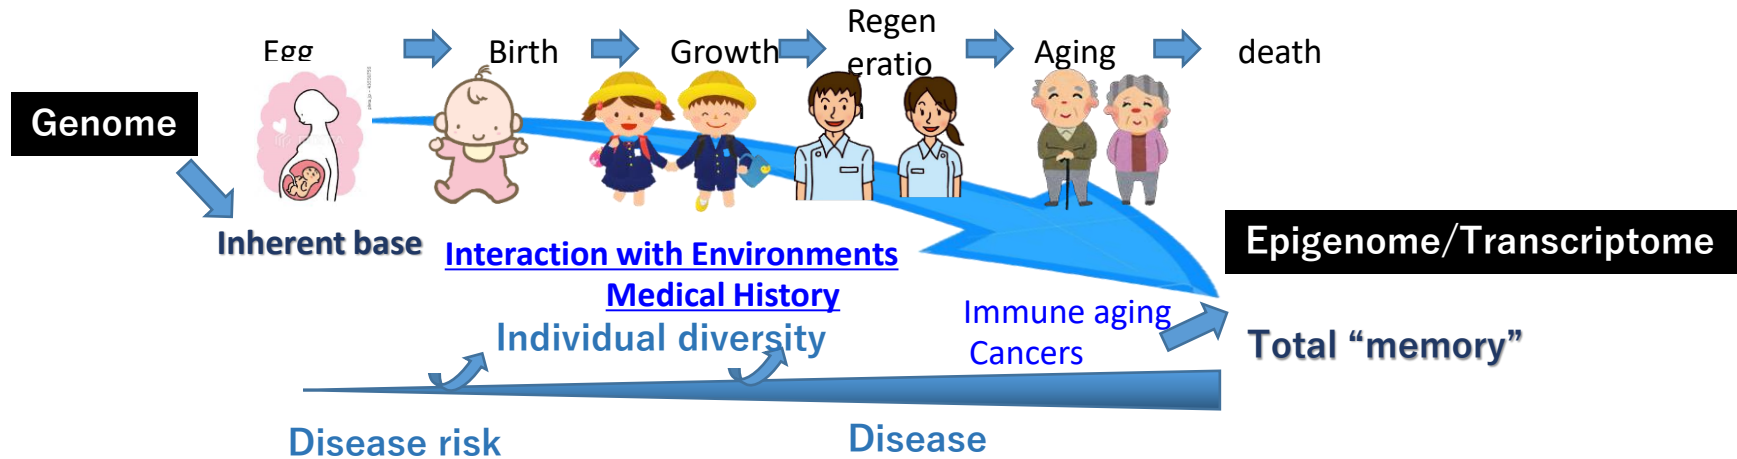 Egg
Birth
Growth
Regen
eratio
n
Aging
death
Genome
Inherent base
Interaction with Environments
Medical History
Individual diversity
Immune aging
Cancers
Epigenome/Transcriptome
Total “memory”
Disease risk
Disease